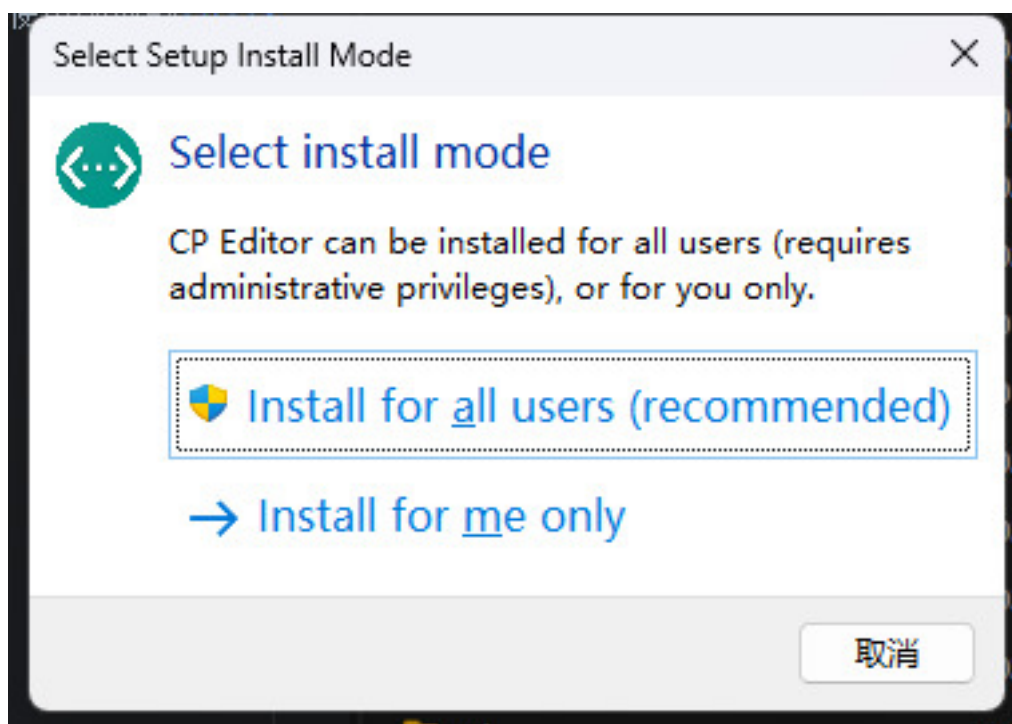 Select Setup Install Mode
Select install mode
CP Editor can be installed for all users (requires
administrative privileges), or for you only.
Install for all users (recommended)
Install for me only
取消